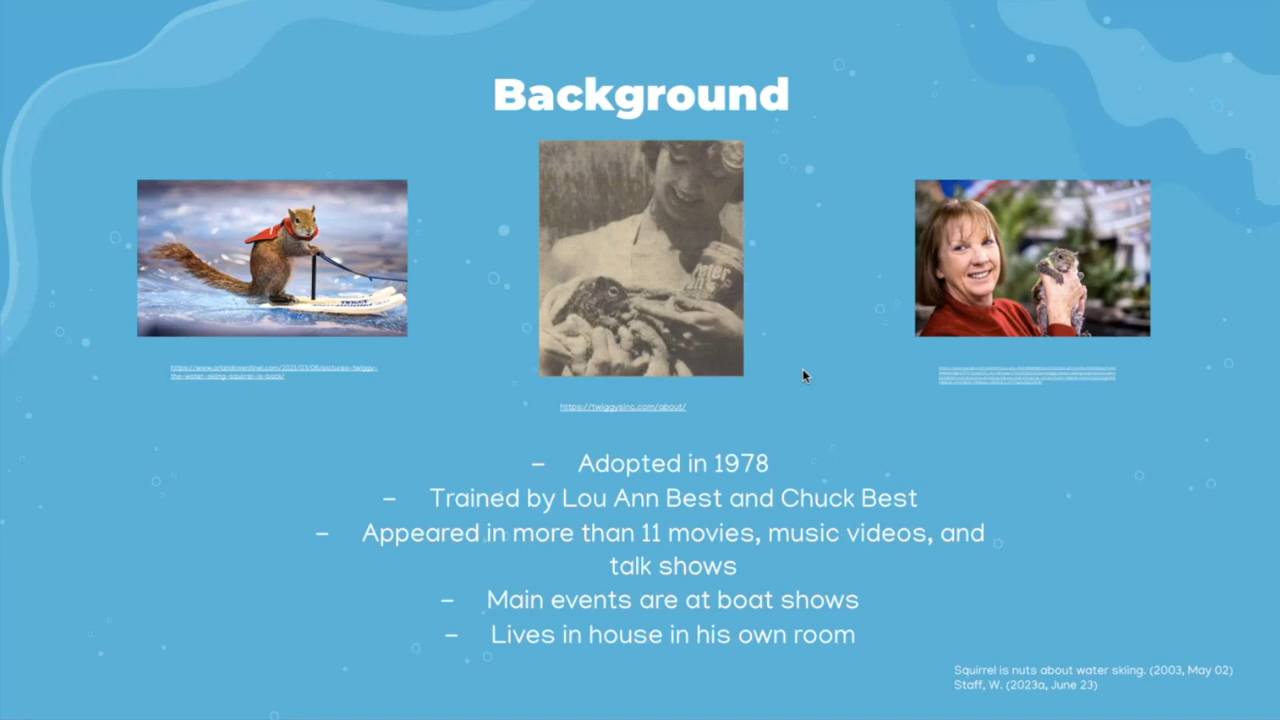 Background
TWIGGY
https://www.orlandosentinel.com/2021/01/06/pictures-twiggy-
the-water-skiing-squirrel-is-back/
https://twiggysinc.com/about/
- Adopted in 1978
- Trained by Lou Ann Best and Chuck Best
- Appeared in more than 11 movies, music videos, and
talk shows
- Main events are at boat shows
- Lives in house in his own room
Squirrel is nuts about water skiing. (2003, May 02)
Staff, W. (2023a, June 23)